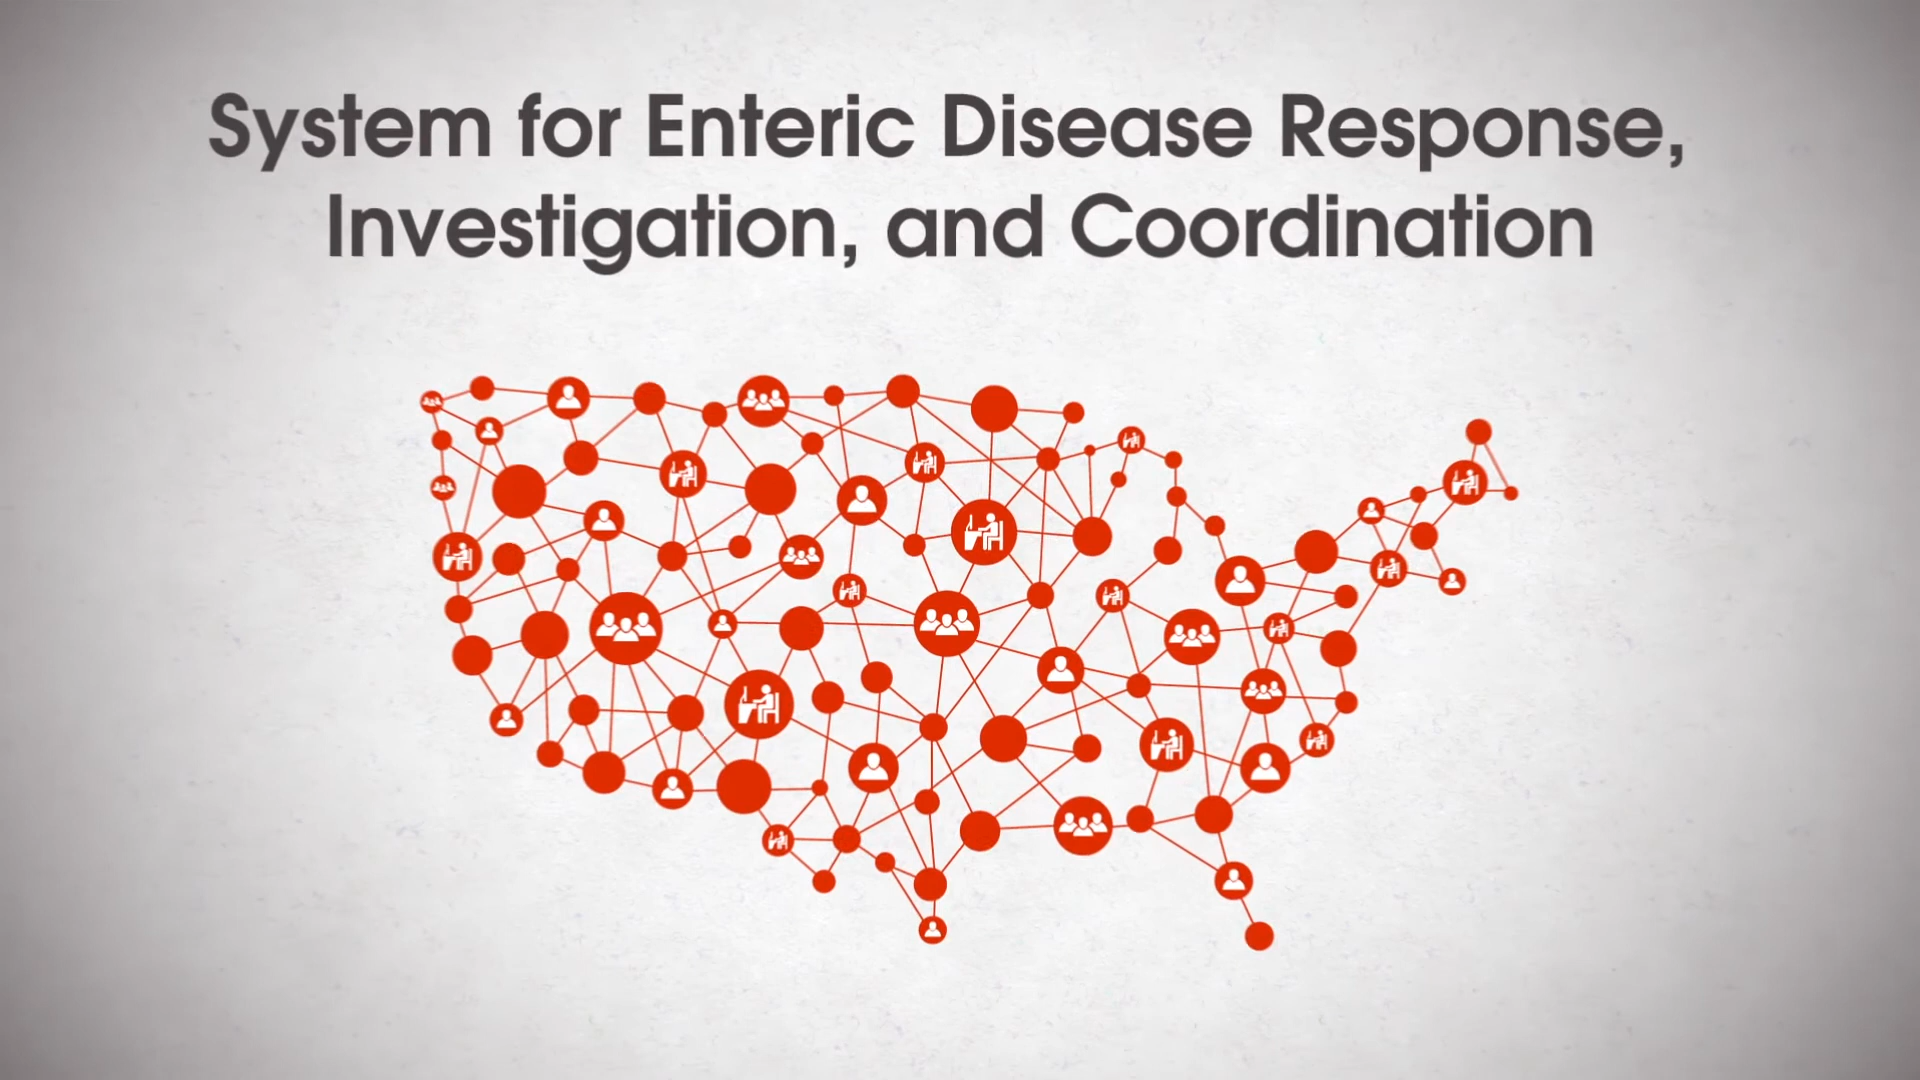 System for Enteric Disease Response,
Investigation, and Coordination